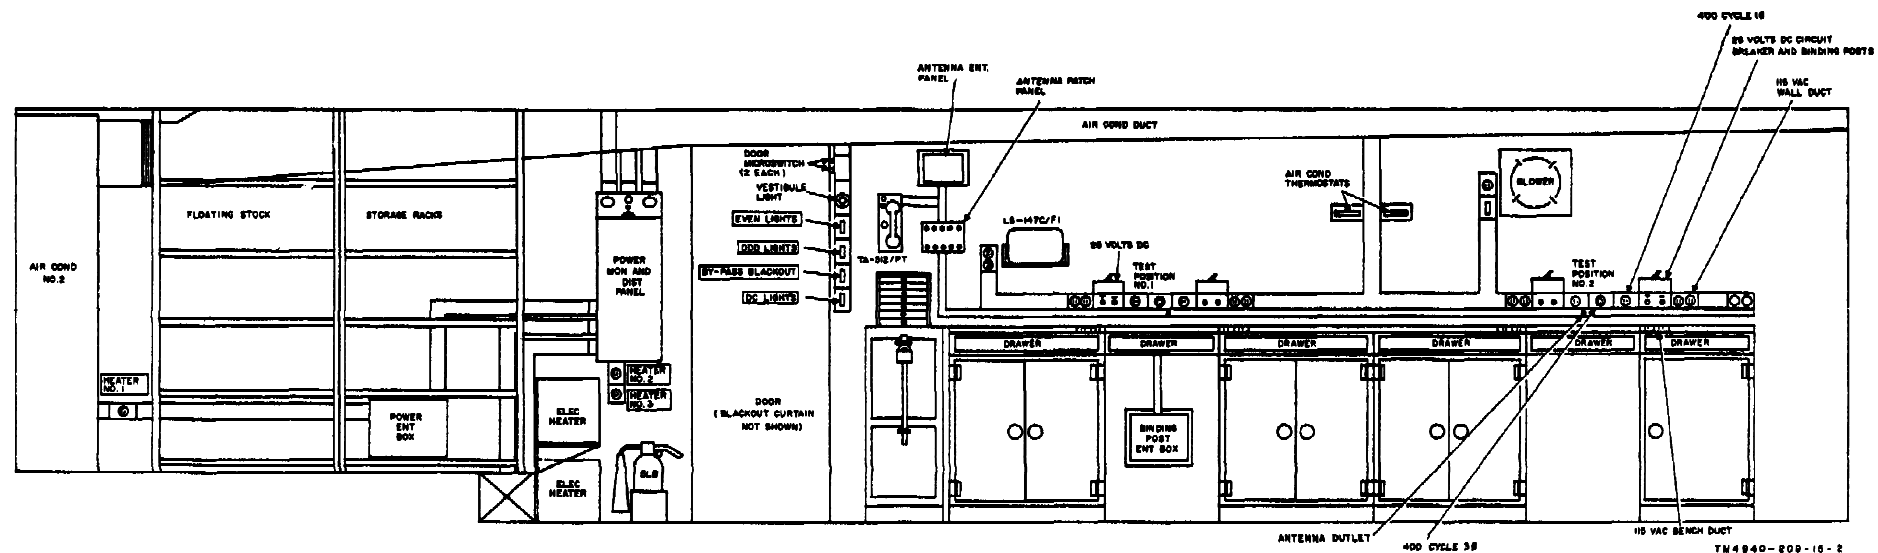 400 CYCLE 1Ø
28 VOLTS DC CIRCUIT
BREAKER AND BINDING POSTS
115 VAC
WALL DUCT
ANTENNA ENT.
PANEL
ANTENNA PATCH
PANEL
AIR COND DUCT
DOOR
MICROSWITCH
(2 EACH)
VESTIBULE
LIGHT
EVEN LIGHTS
ODD LIGHTS
BY-PASS BLACKOUT
DC LIGHTS
TA-312/PT
LS-147C/FI
AIR COND
THERMOSTATS
BLOWER
FLOATING STOCK
STORAGE RACKS
AIR COND
NO.2
POWER
MON AND
DIST
PANEL
28 VOLTS DC
TEST
POSITION
NO.1
TEST
POSITION
NO.2
DRAWER
DRAWER
DRAWER
DRAWER
DRAWER
DRAWER
HEATER
NO. 1
HEATER
NO. 2
HEATER
NO. 3
POWER
ENT
BOX
ELEC
HEATER
ELEC
HEATER
DOOR
(BLACKOUT CURTAIN
NOT SHOWN)
BINDING
POST
ENT BOX
ANTENNA OUTLET
400 CYCLE 3Ø
115 VAC BENCH DUCT
TM4940-209-15-2